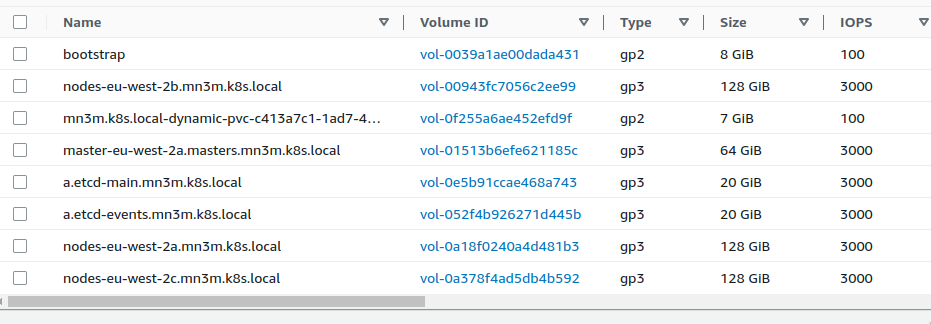 Name Volume ID Type Size IOPS
bootstrap vol-0039a1ae00dada431 gp2 8 GiB 100
nodes-eu-west-2b.mn3m.k8s.local vol-00943fc7056c2ee99 gp3 128 GiB 3000
mn3m.k8s.local-dynamic-pvc-c413a7c1-1ad7-4... vol-0f255a6ae452efd9f gp2 7 GiB 100
master-eu-west-2a.masters.mn3m.k8s.local vol-01513b6efe621185c gp3 64 GiB 3000
a.etcd-main.mn3m.k8s.local vol-0e5b91ccae468a743 gp3 20 GiB 3000
a.etcd-events.mn3m.k8s.local vol-052f4b926271d445b gp3 20 GiB 3000
nodes-eu-west-2a.mn3m.k8s.local vol-0a18f0240a4d481b3 gp3 128 GiB 3000
nodes-eu-west-2c.mn3m.k8s.local vol-0a378f4ad5db4b592 gp3 128 GiB 3000